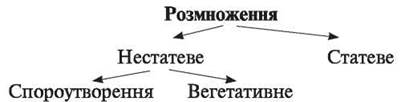 Розмноження
Нестатеве Статеве
Спороутворення Вегетативне